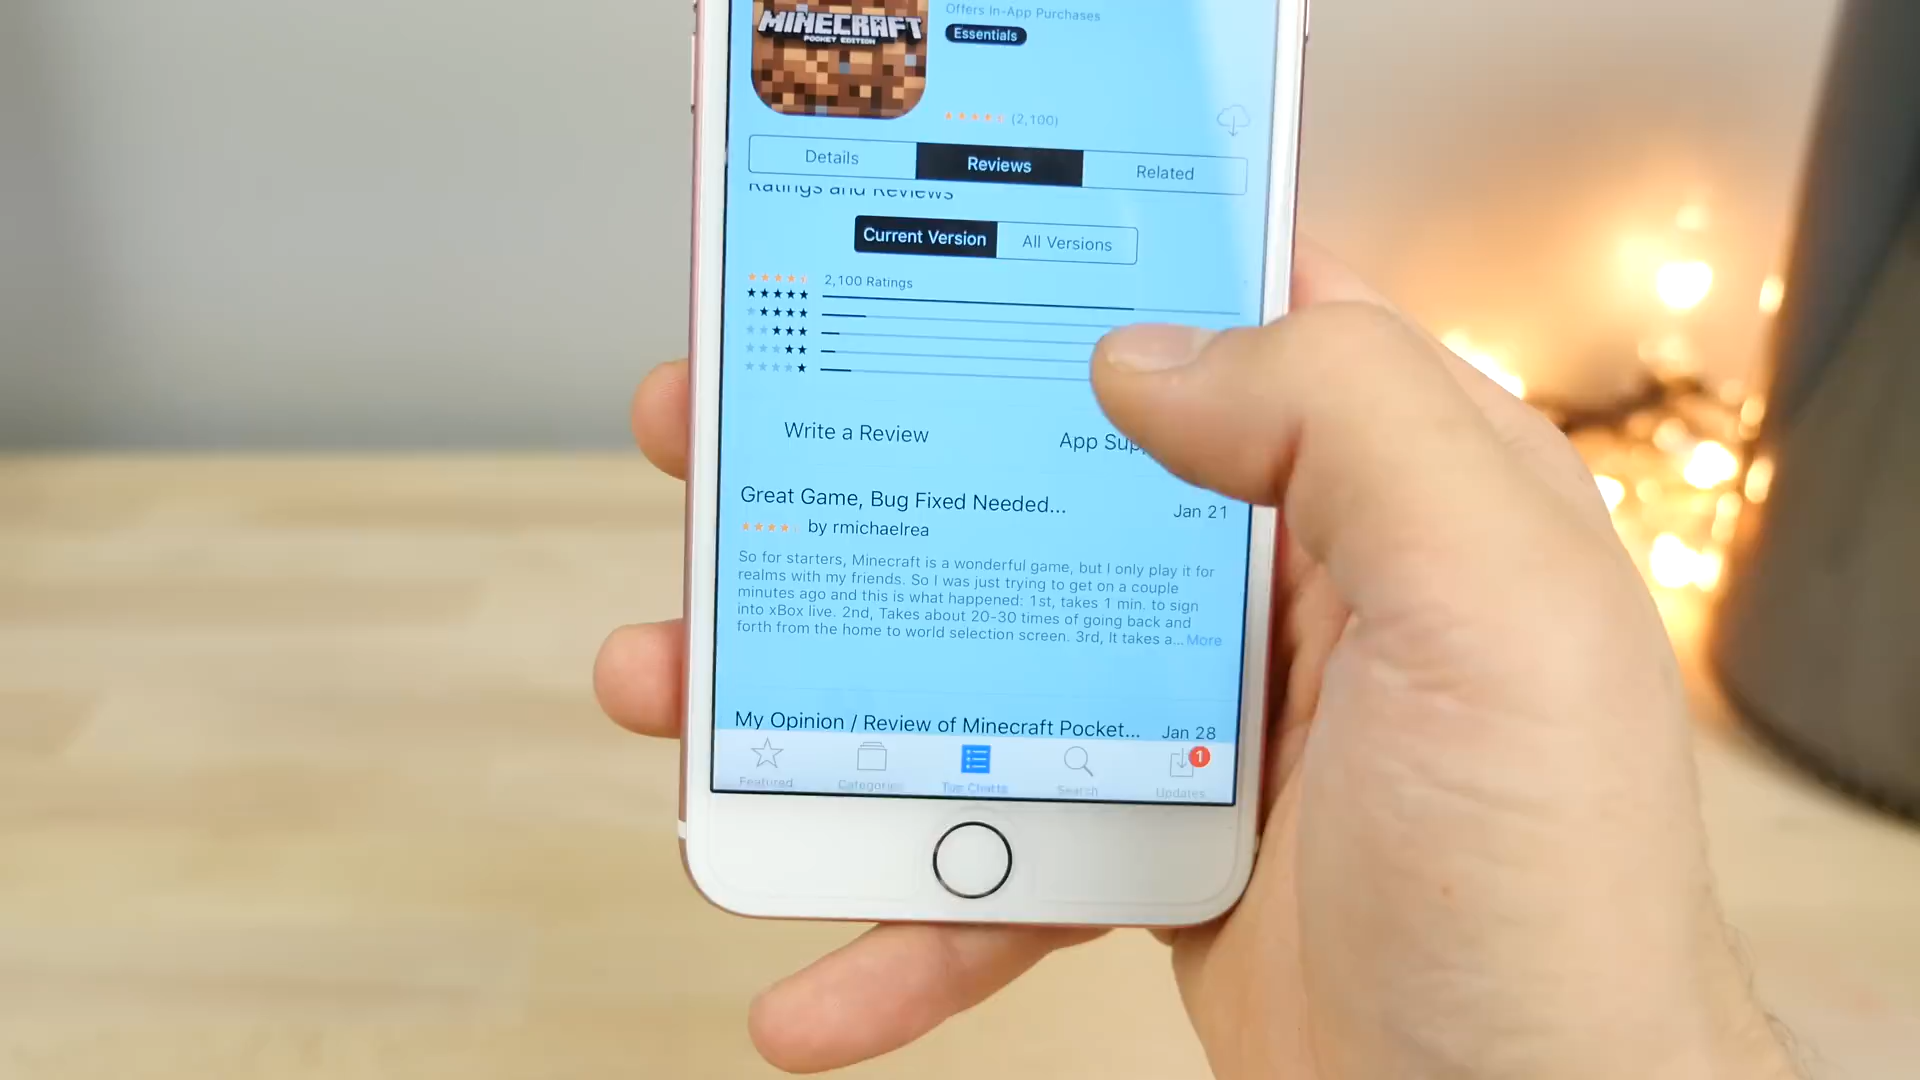 MINECRAFT
POCKET EDITION
Offers In-App Purchases
Essentials
(2,100)
Details
Reviews
Related
Ratings and Reviews
Current Version
All Versions
2,100 Ratings
Write a Review
App Sup
Great Game, Bug Fixed Needed...
Jan 21
by rmichaelrea
So for starters, Minecraft is a wonderful game, but I only play it for
realms with my friends. So I was just trying to get on a couple
minutes ago and this is what happened: 1st, takes 1 min. to sign
into xBox live. 2nd, Takes about 20-30 times of going back and
forth from the home to world selection screen. 3rd, It takes a... More
My Opinion / Review of Minecraft Pocket...
Jan 28
1
Featured
Categories
Top Charts
Search
Updates